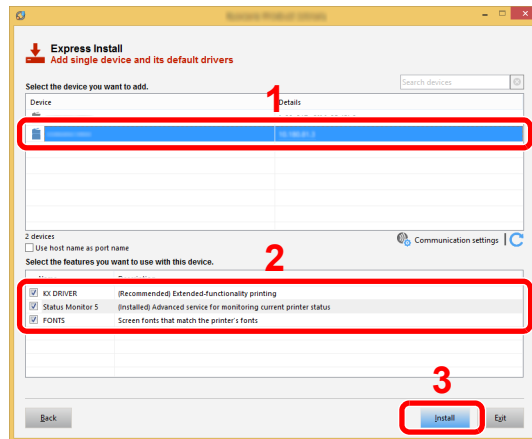 Express Install
Add single device and its default drivers
Search devices
Select the device you want to add.
1
Device Details
2 devices
Communication settings
Use host name as port name
2
Select the features you want to use with this device.
KX DRIVER (Recommended) Extended-functionality printing
Status Monitor 5 (Installed) Advanced service for monitoring current printer status
FONTS Screen fonts that match the printer's fonts
3
Back Install Exit